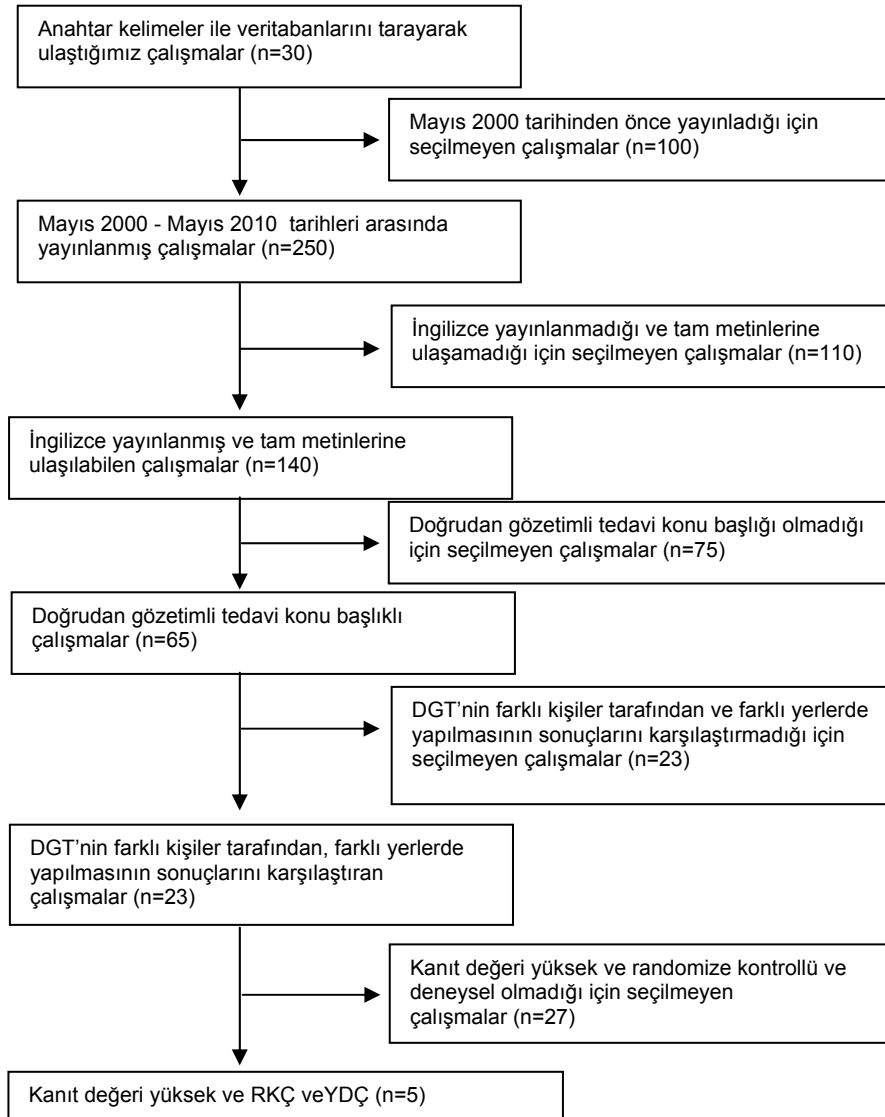 Anahtar kelimeler ile veritabanlarını tarayarak
ulaştığımız çalışmalar (n=30)
Mayıs 2000 tarihinden önce yayınladığı için
seçilmeyen çalışmalar (n=100)
Mayıs 2000 - Mayıs 2010 tarihleri arasında
yayınlanmış çalışmalar (n=250)
İngilizce yayınlanmadığı ve tam metinlerine
ulaşamadığı için seçilmeyen çalışmalar (n=110)
İngilizce yayınlanmış ve tam metinlerine
ulaşılabilen çalışmalar (n=140)
Doğrudan gözetimli tedavi konu başlığı olmadığı
için seçilmeyen çalışmalar (n=75)
Doğrudan gözetimli tedavi konu başlıklı
çalışmalar (n=65)
DGT’nin farklı kişiler tarafından ve farklı yerlerde
yapılmasının sonuçlarını karşılaştırmadığı için
seçilmeyen çalışmalar (n=23)
DGT’nin farklı kişiler tarafından, farklı yerlerde
yapılmasının sonuçlarını karşılaştıran
çalışmalar (n=23)
Kanıt değeri yüksek ve randomize kontrollü ve
deneysel olmadığı için seçilmeyen
çalışmalar (n=27)
Kanıt değeri yüksek ve RKÇ veYDÇ (n=5)